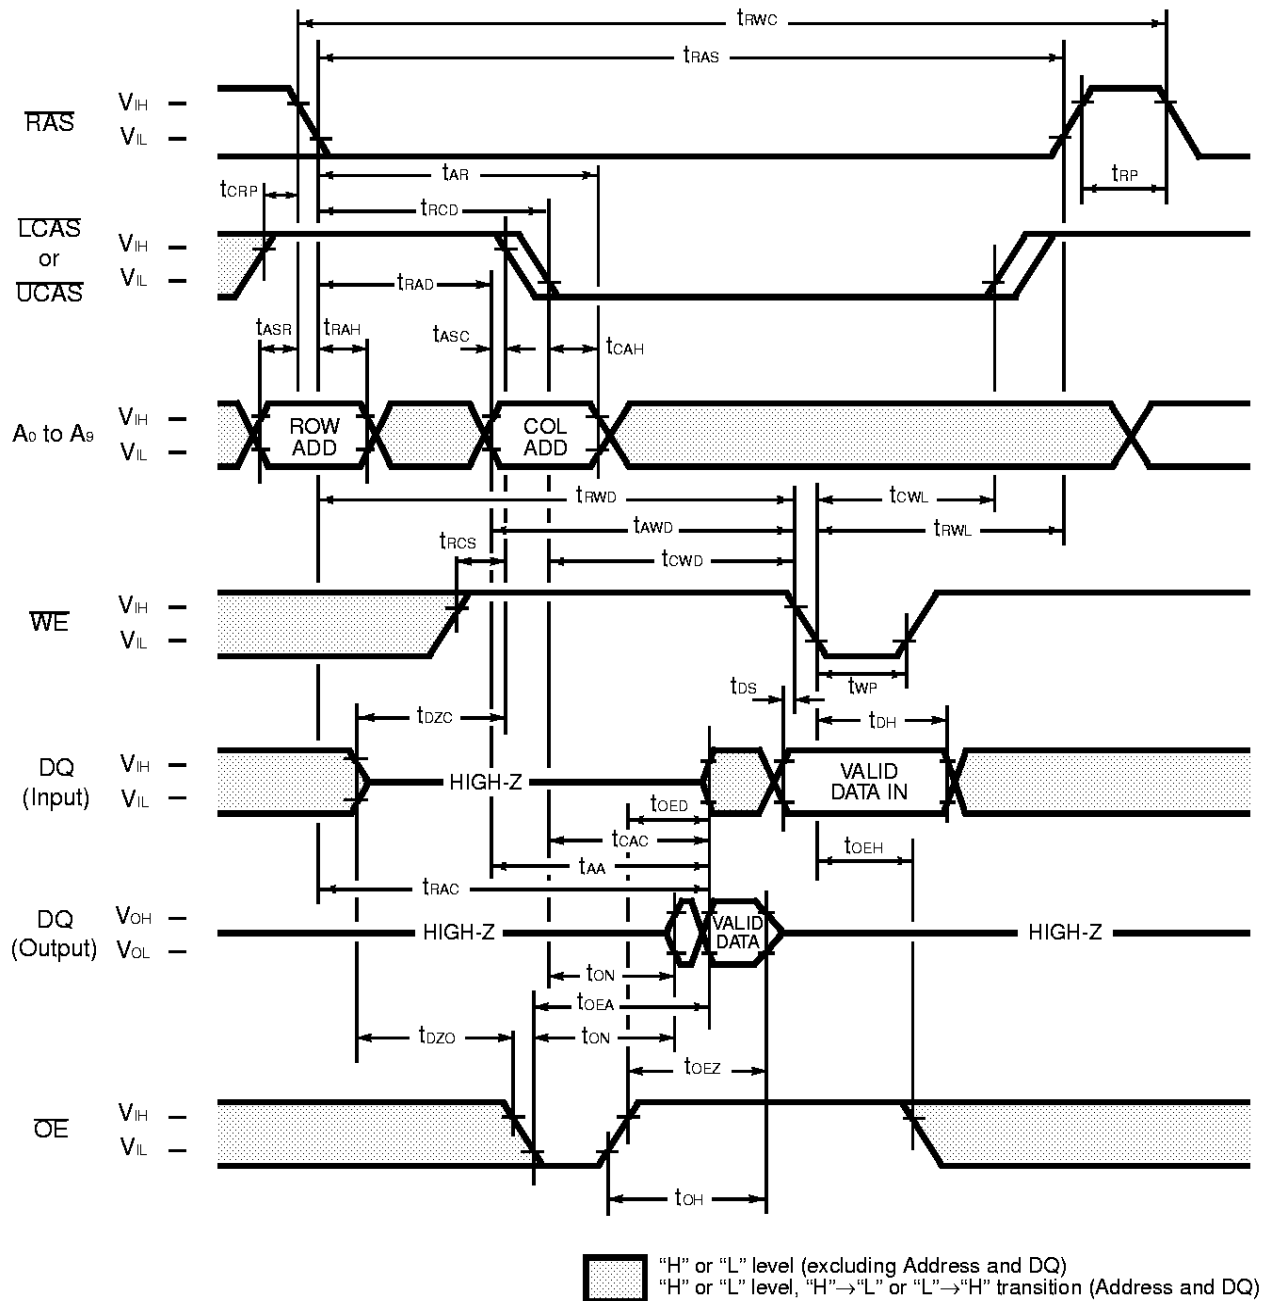 tRWC
tRAS
RAS VIH
VIL
tAR
tCRP
tRP
tRCD
LCAS
or
UCAS
VIH
VIL
tRAD
tASR tRAH tASC tCAH
A0 to A9 VIH
VIL
ROW
ADD
COL
ADD
tRWD tCWL
tAWD tRWL
tRCS tCWD
WE VIH
VIL
tDS tWP
tDZC tDH
DQ
(Input)
VIH
VIL
HIGH-Z
VALID
DATA IN
tOED
tCAC tOEH
tAA
tRAC
DQ
(Output)
VOH
VOL
HIGH-Z
VALID
DATA
HIGH-Z
tON
tOEA
tDZO tON
tOEZ
OE VIH
VIL
tOH
“H” or “L” level (excluding Address and DQ)
“H” or “L” level, “H”→“L” or “L”→“H” transition (Address and DQ)